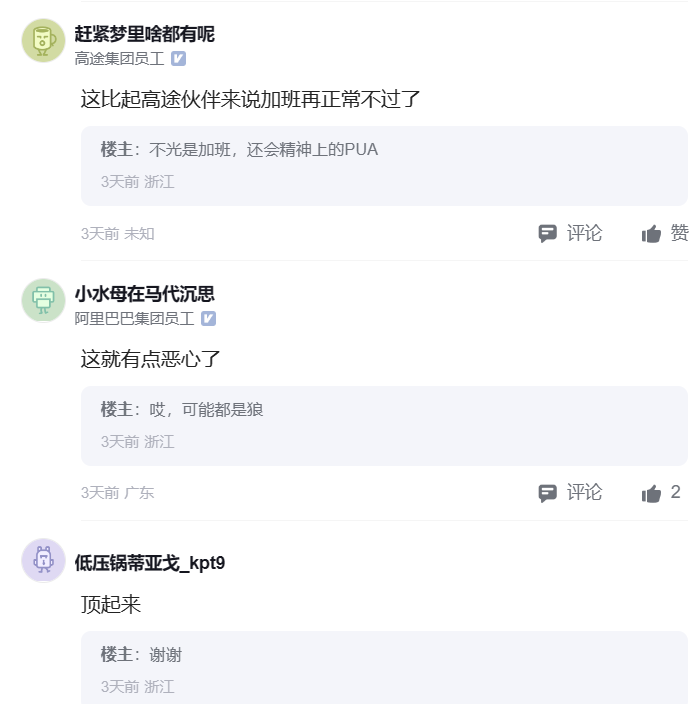 赶紧梦里啥都有呢
高途集团员工
这比起高途伙伴来说加班再正常不过了
楼主：不光是加班，还会精神上的PUA
3天前 浙江
3天前 未知 评论 赞
小水母在马代沉思
阿里巴巴集团员工
这就有点恶心了
楼主：哎，可能都是狼
3天前 浙江
3天前 广东 评论 2
低压锅蒂亚戈_kpt9
顶起来
楼主：谢谢
3天前 浙江